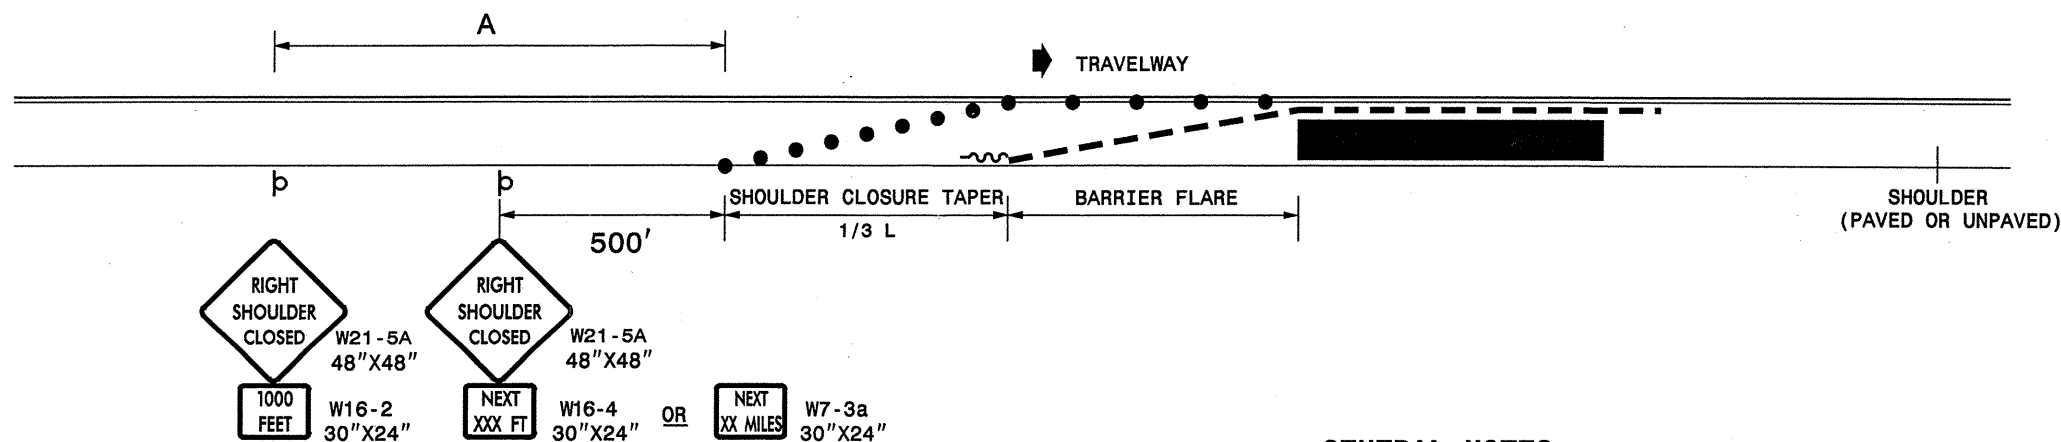 A
TRAVELWAY
SHOULDER CLOSURE TAPER
BARRIER FLARE
1/3 L
500'
SHOULDER
(PAVED OR UNPAVED)
RIGHT
SHOULDER
CLOSED
W21-5A
48"X48"
1000
FEET
W16-2
30"X24"
RIGHT
SHOULDER
CLOSED
W21-5A
48"X48"
NEXT
XXX FT
W16-4
30"X24"
OR
NEXT
XX MILES
W7-3a
30"X24"